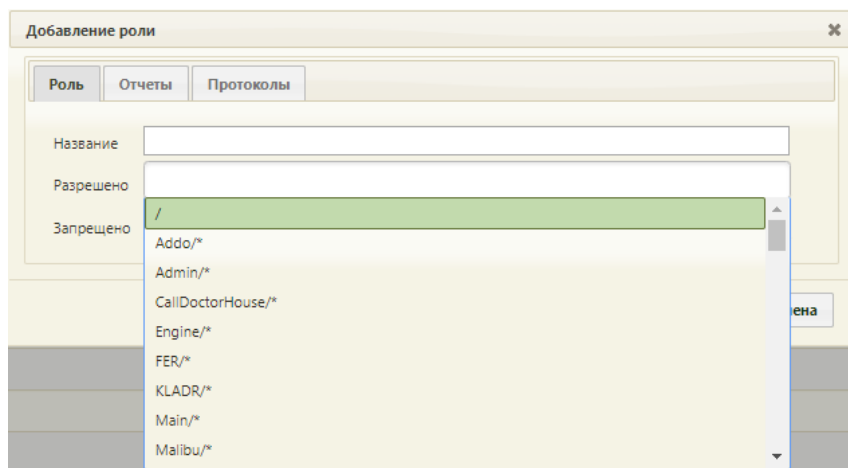 Добавление роли
Роль Отчеты Протоколы
Название
Разрешено
/
Запрещено
Addo/*
Admin/*
CallDoctorHouse/*
ена
Engine/*
FER/*
KLADR/*
Main/*
Malibu/*